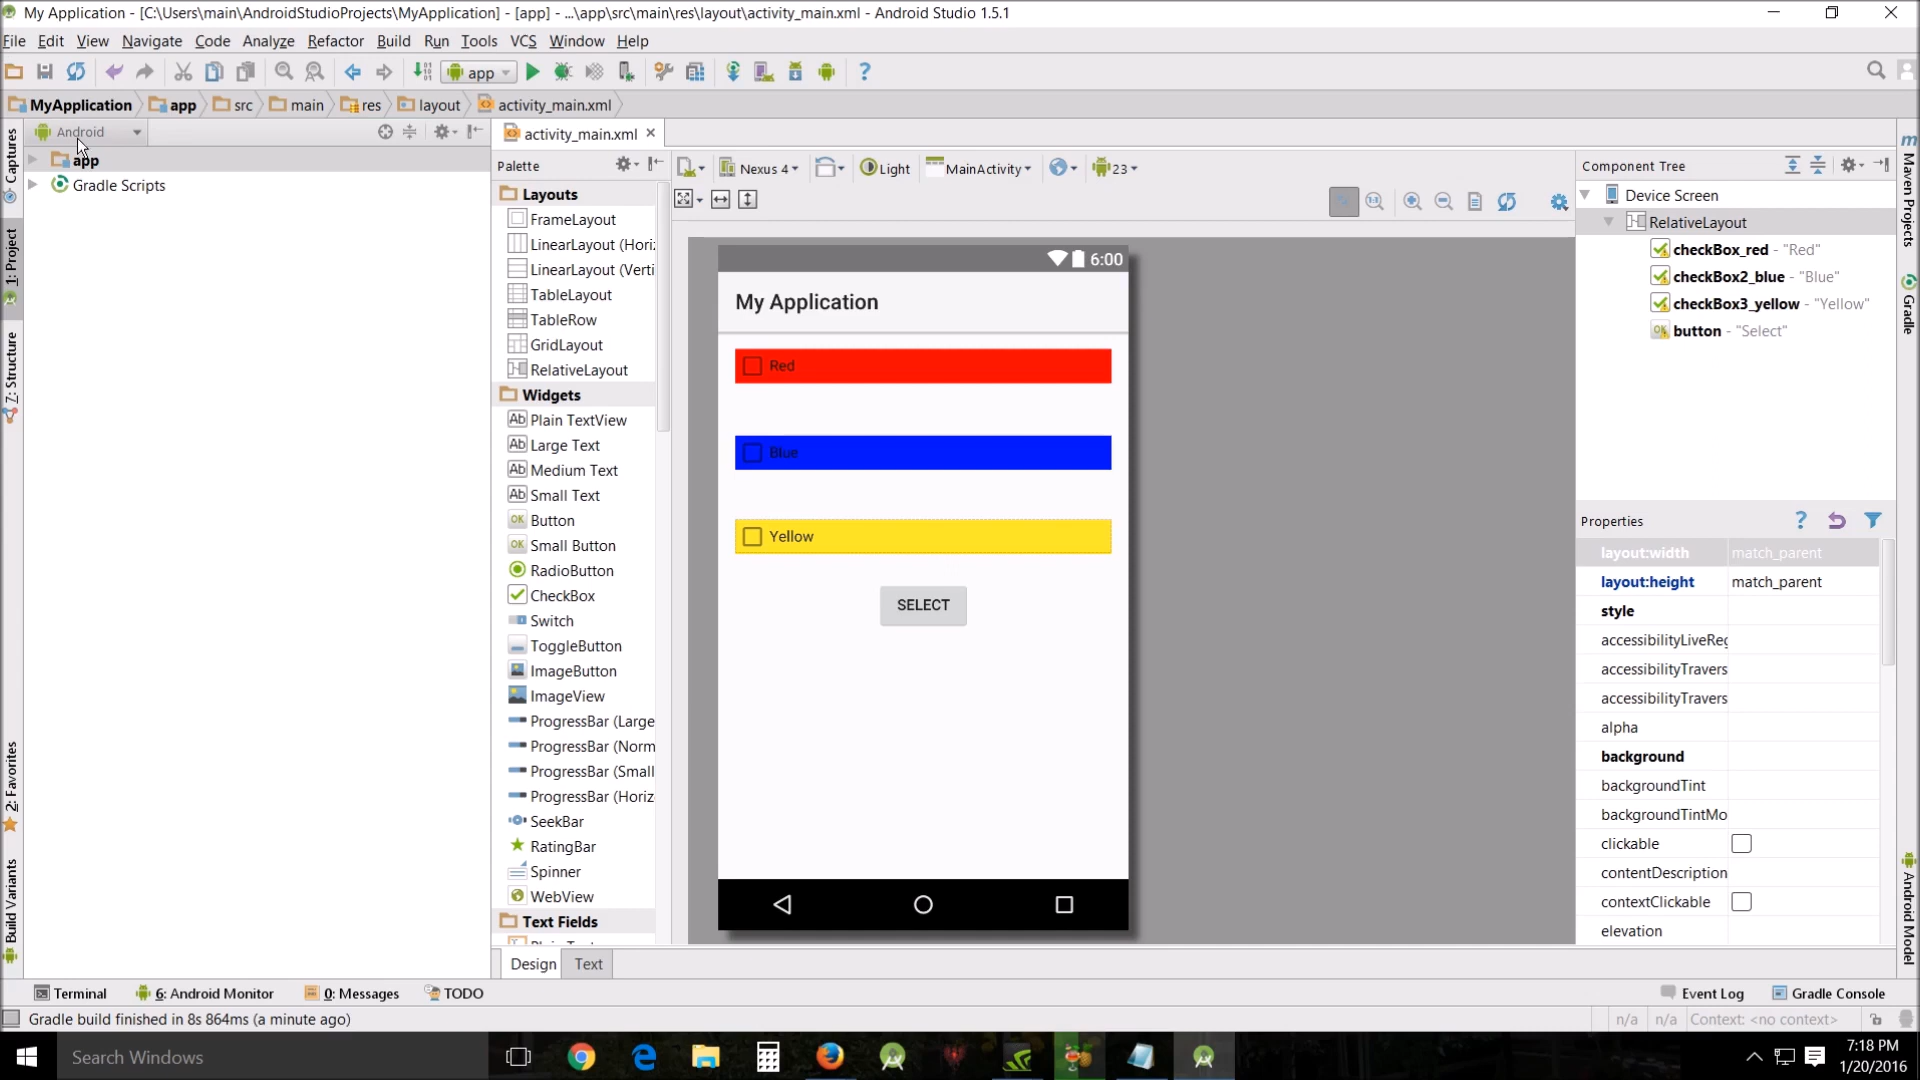 My Application - [C:\Users\main\AndroidStudioProjects\MyApplication] - [app] - ...\app\src\main\res\layout\activity_main.xml - Android Studio 1.5.1
File Edit View Navigate Code Analyze Refactor Build Run Tools VCS Window Help
app
MyApplication app src main res layout activity_main.xml
Captures
1: Project
Z: Structure
2: Favorites
Build Variants
Android
app
Gradle Scripts
activity_main.xml
Palette
Layouts
FrameLayout
LinearLayout (Horiz
LinearLayout (Verti
TableLayout
TableRow
GridLayout
RelativeLayout
Widgets
Plain TextView
Large Text
Medium Text
Small Text
Button
Small Button
RadioButton
CheckBox
Switch
ToggleButton
ImageButton
ImageView
ProgressBar (Large
ProgressBar (Norm
ProgressBar (Small
ProgressBar (Horiz
SeekBar
RatingBar
Spinner
WebView
Text Fields
Nexus 4 Light MainActivity 23
6:00
My Application
Red
Blue
Yellow
SELECT
Design Text
Component Tree
Device Screen
RelativeLayout
checkBox_red - "Red"
checkBox2_blue - "Blue"
checkBox3_yellow - "Yellow"
button - "Select"
Properties
layout:width match_parent
layout:height match_parent
style
accessibilityLiveReg
accessibilityTravers
accessibilityTravers
alpha
background
backgroundTint
backgroundTintMo
clickable
contentDescription
contextClickable
elevation
Maven Projects
Gradle
Android Model
Terminal 6: Android Monitor 0: Messages TODO Event Log Gradle Console
Gradle build finished in 8s 864ms (a minute ago) n/a n/a Context: <no context>
Search Windows
7:18 PM
1/20/2016